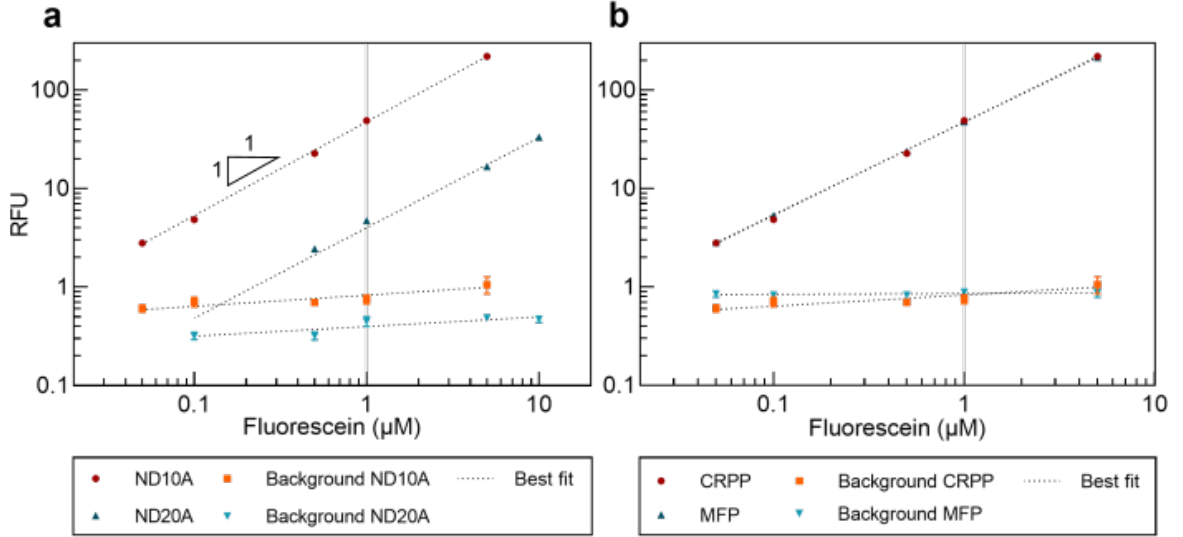 a
RFU
100
10
1
0.1
1
1
0.1
1
10
Fluorescein (µM)
ND10A
Background ND10A
Best fit
ND20A
Background ND20A
b
100
10
1
0.1
0.1
1
10
Fluorescein (µM)
CRPP
Background CRPP
Best fit
MFP
Background MFP